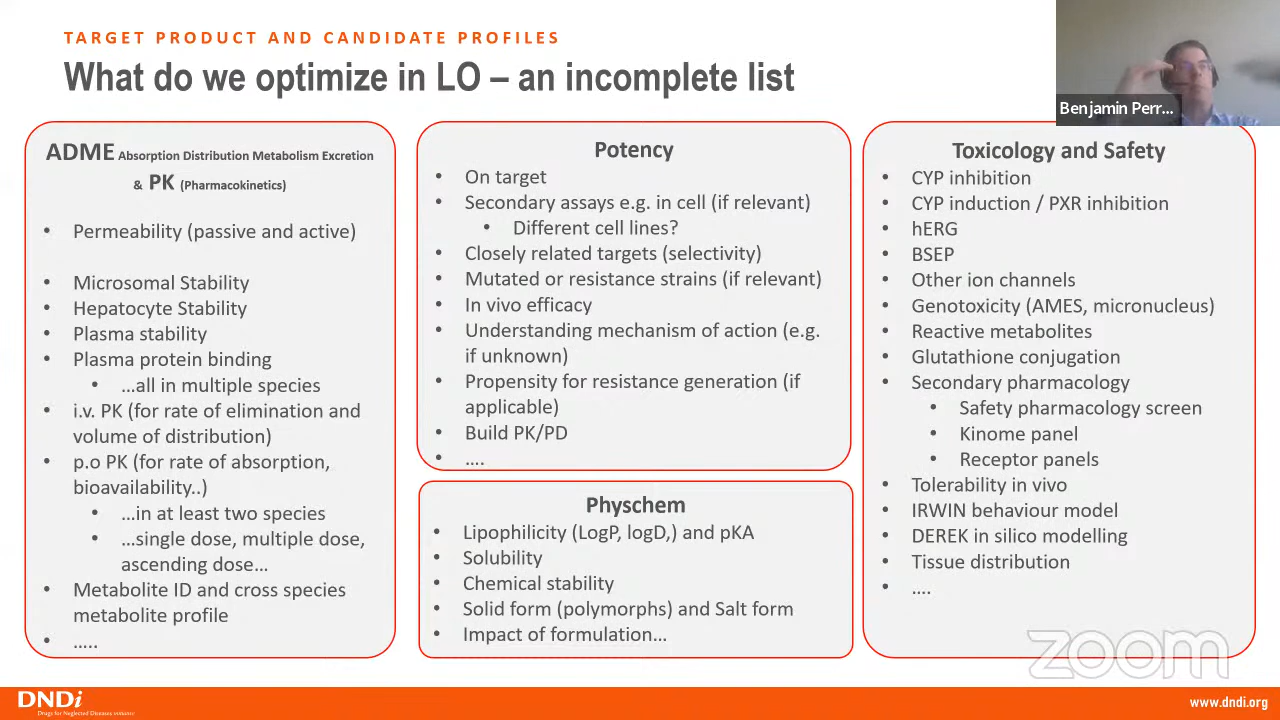 TARGET PRODUCT AND CANDIDATE PROFILES
What do we optimize in LO – an incomplete list
Benjamin Perr...
ADME Absorption Distribution Metabolism Excretion
& PK (Pharmacokinetics)
• Permeability (passive and active)
• Microsomal Stability
• Hepatocyte Stability
• Plasma stability
• Plasma protein binding
• …all in multiple species
• i.v. PK (for rate of elimination and
volume of distribution)
• p.o PK (for rate of absorption,
bioavailability..)
• …in at least two species
• …single dose, multiple dose,
ascending dose…
• Metabolite ID and cross species
metabolite profile
• …..
Potency
• On target
• Secondary assays e.g. in cell (if relevant)
• Different cell lines?
• Closely related targets (selectivity)
• Mutated or resistance strains (if relevant)
• In vivo efficacy
• Understanding mechanism of action (e.g.
if unknown)
• Propensity for resistance generation (if
applicable)
• Build PK/PD
• ….
Physchem
• Lipophilicity (LogP, logD,) and pKA
• Solubility
• Chemical stability
• Solid form (polymorphs) and Salt form
• Impact of formulation…
Toxicology and Safety
• CYP inhibition
• CYP induction / PXR inhibition
• hERG
• BSEP
• Other ion channels
• Genotoxicity (AMES, micronucleus)
• Reactive metabolites
• Glutathione conjugation
• Secondary pharmacology
• Safety pharmacology screen
• Kinome panel
• Receptor panels
• Tolerability in vivo
• IRWIN behaviour model
• DEREK in silico modelling
• Tissue distribution
• ….
zoom
DNDi
Drugs for Neglected Diseases initiative
www.dndi.org